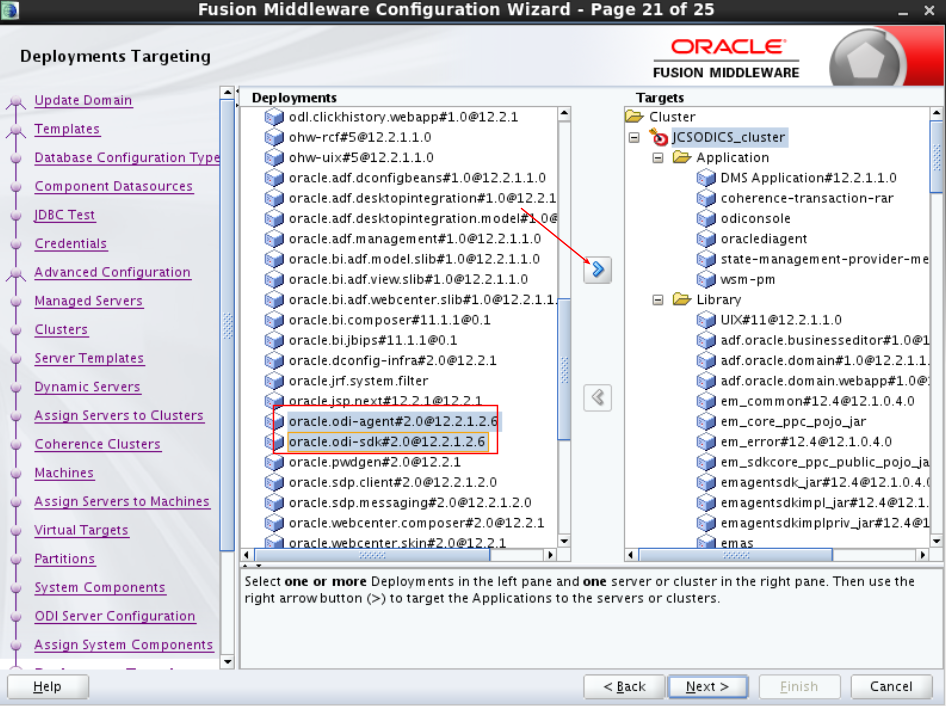 Fusion Middleware Configuration Wizard - Page 21 of 25
Deployments Targeting
ORACLE
FUSION MIDDLEWARE
Update Domain
Templates
Database Configuration Type
Component Datasources
JDBC Test
Credentials
Advanced Configuration
Managed Servers
Clusters
Server Templates
Dynamic Servers
Assign Servers to Clusters
Coherence Clusters
Machines
Assign Servers to Machines
Virtual Targets
Partitions
System Components
ODI Server Configuration
Assign System Components
Deployments
odl.clickhistory.webapp#1.0@12.2.1
ohw-rcf#5@12.2.1.1.0
ohw-uix#5@12.2.1.1.0
oracle.adf.dconfigbeans#1.0@12.2.1.1.0
oracle.adf.desktopintegration#1.0@12.2.1
oracle.adf.desktopintegration.model#1.0@
oracle.adf.management#1.0@12.2.1.1.0
oracle.bi.adf.model.slib#1.0@12.2.1.1.0
oracle.bi.adf.view.slib#1.0@12.2.1.1.0
oracle.bi.adf.webcenter.slib#1.0@12.2.1.1.
oracle.bi.composer#11.1.1@0.1
oracle.bi.jbips#11.1.1@0.1
oracle.dconfig-infra#2.0@12.2.1
oracle.jrf.system.filter
oracle.jsp.next#12.2.1@12.2.1
oracle.odi-agent#2.0@12.2.1.2.6
oracle.odi-sdk#2.0@12.2.1.2.6
oracle.pwdgen#2.0@12.2.1
oracle.sdp.client#2.0@12.2.1.2.0
oracle.sdp.messaging#2.0@12.2.1.2.0
oracle.webcenter.composer#2.0@12.2.1
oracle.webcenter.skin#2.0@12.2.1
Targets
Cluster
JCSODICS_cluster
Application
DMS Application#12.2.1.1.0
coherence-transaction-rar
odiconsole
oraclediagent
state-management-provider-me
wsm-pm
Library
UIX#11@12.2.1.1.0
adf.oracle.businesseditor#1.0@1
adf.oracle.domain#1.0@12.2.1.1.
adf.oracle.domain.webapp#1.0@
em_common#12.4@12.1.0.4.0
em_core_ppc_pojo_jar
em_error#12.4@12.1.0.4.0
em_sdkcore_ppc_public_pojo_ja
emagentsdk_jar#12.4@12.1.0.4.
emagentsdkimpl_jar#12.4@12.1.
emagentsdkimplpriv_jar#12.4@1
emas
Select one or more Deployments in the left pane and one server or cluster in the right pane. Then use the
right arrow button (>) to target the Applications to the servers or clusters.
Help
< Back
Next >
Finish
Cancel